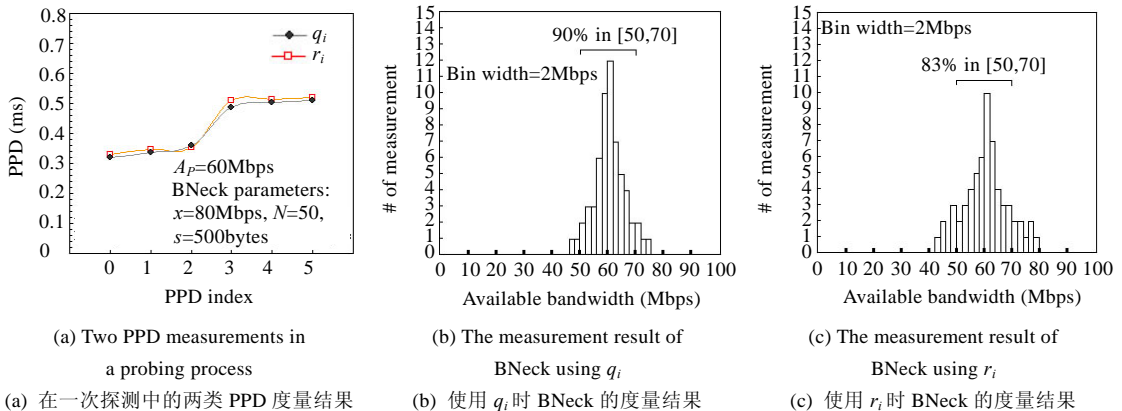 0.8
0.7
0.6
0.5
0.4
0.3
0.2
0.1
0
PPD (ms)
qi
ri
AP=60Mbps
BNeck parameters:
x=80Mbps, N=50,
s=500bytes
0 1 2 3 4 5
PPD index
(a) Two PPD measurements in
a probing process
(a) 在一次探测中的两类 PPD 度量结果
15
14
13
12
11
10
9
8
7
6
5
4
3
2
1
0
# of measurement
90% in [50,70]
Bin width=2Mbps
0 10 20 30 40 50 60 70 80 90 100
Available bandwidth (Mbps)
(b) The measurement result of
BNeck using qi
(b) 使用 qi 时 BNeck 的度量结果
15
14
13
12
11
10
9
8
7
6
5
4
3
2
1
0
# of measurement
Bin width=2Mbps
83% in [50,70]
0 10 20 30 40 50 60 70 80 90 100
Available bandwidth (Mbps)
(c) The measurement result of
BNeck using ri
(c) 使用 ri 时 BNeck 的度量结果